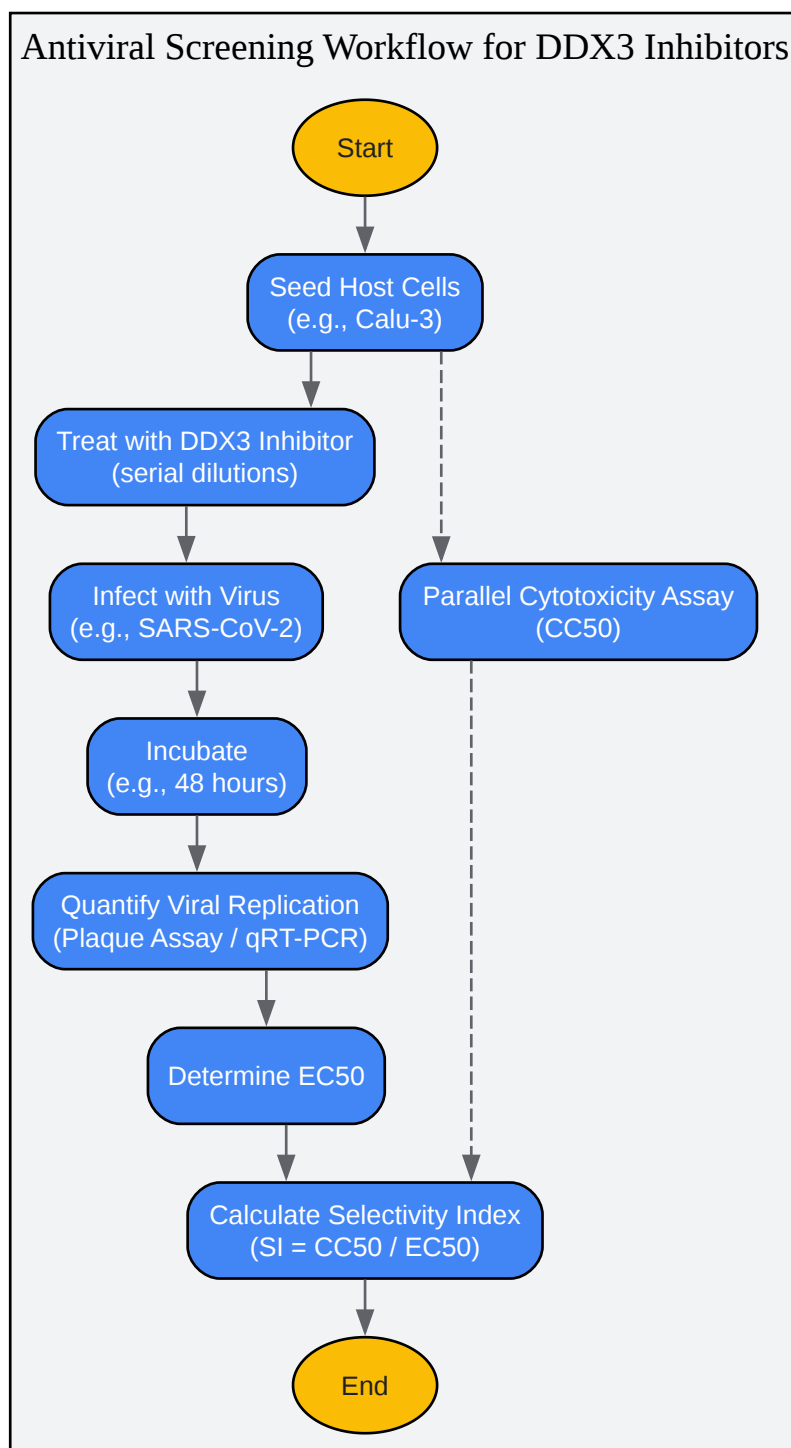 Antiviral Screening Workflow for DDX3 Inhibitors
Start
Seed Host Cells
(e.g., Calu-3)
Treat with DDX3 Inhibitor
(serial dilutions)
Infect with Virus
(e.g., SARS-CoV-2)
Parallel Cytotoxicity Assay
(CC50)
Incubate
(e.g., 48 hours)
Quantify Viral Replication
(Plaque Assay / qRT-PCR)
Determine EC50
Calculate Selectivity Index
(SI = CC50 / EC50)
End